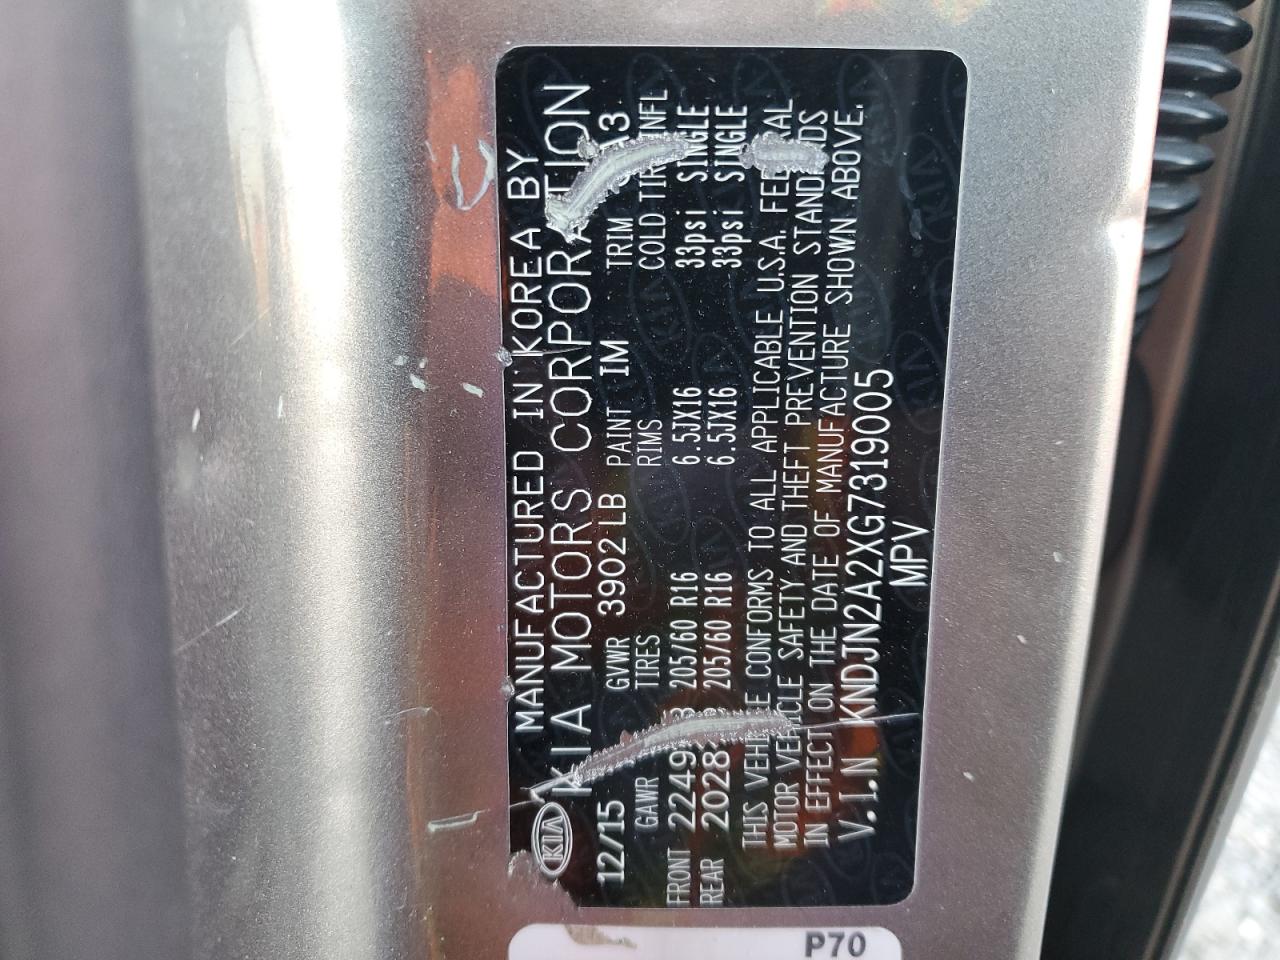 MANUFACTURED IN KOREA BY
KIA KIA MOTORS CORPORATION
12/15 GVWR 3902 LB PAINT IM TRIM
GAWR TIRES RIMS COLD TIRE INFL
FRONT 2249 205/60 R16 6.5JX16 33psi SINGLE
REAR 2028 205/60 R16 6.5JX16 33psi SINGLE
THIS VEHICLE CONFORMS TO ALL APPLICABLE U.S.A. FEDERAL
MOTOR VEHICLE SAFETY AND THEFT PREVENTION STANDARDS
IN EFFECT ON THE DATE OF MANUFACTURE SHOWN ABOVE.
V.I.N KNDJN2A2XG7319005
MPV
P70